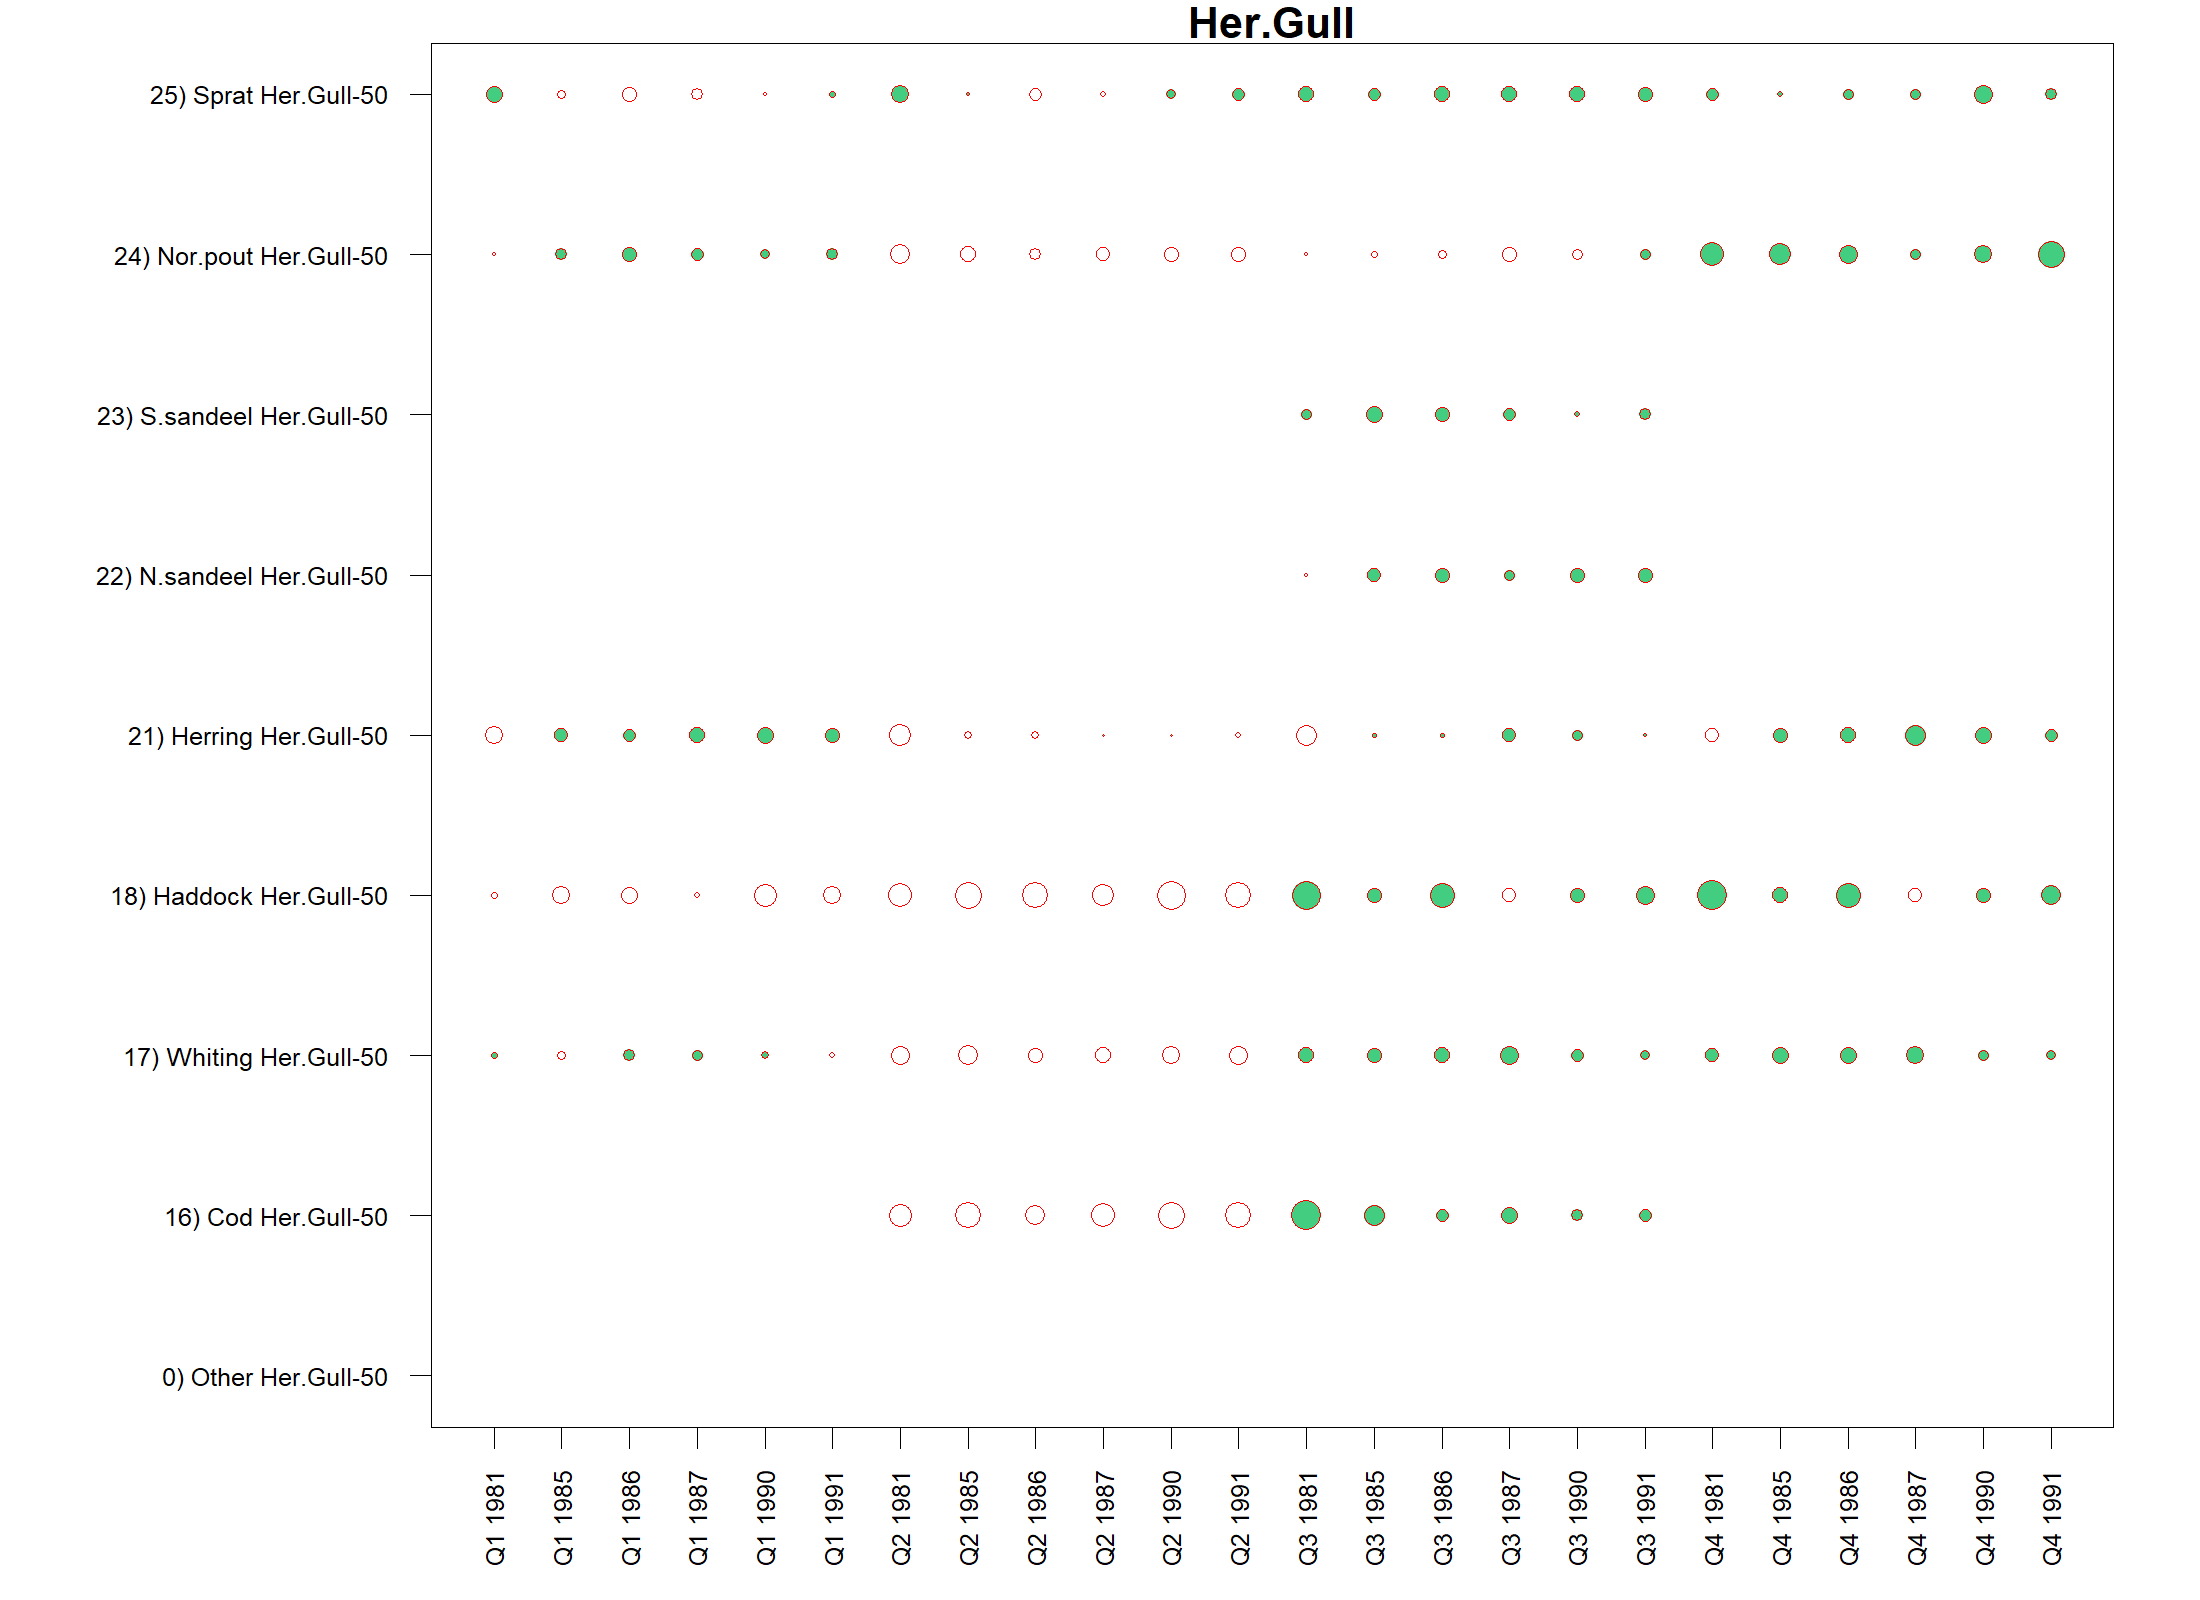 Her.Gull
25) Sprat Her.Gull-50
24) Nor.pout Her.Gull-50
23) S.sandeel Her.Gull-50
22) N.sandeel Her.Gull-50
21) Herring Her.Gull-50
18) Haddock Her.Gull-50
17) Whiting Her.Gull-50
16) Cod Her.Gull-50
0) Other Her.Gull-50
Q1 1981
Q1 1985
Q1 1986
Q1 1987
Q1 1990
Q1 1991
Q2 1981
Q2 1985
Q2 1986
Q2 1987
Q2 1990
Q2 1991
Q3 1981
Q3 1985
Q3 1986
Q3 1987
Q3 1990
Q3 1991
Q4 1981
Q4 1985
Q4 1986
Q4 1987
Q4 1990
Q4 1991